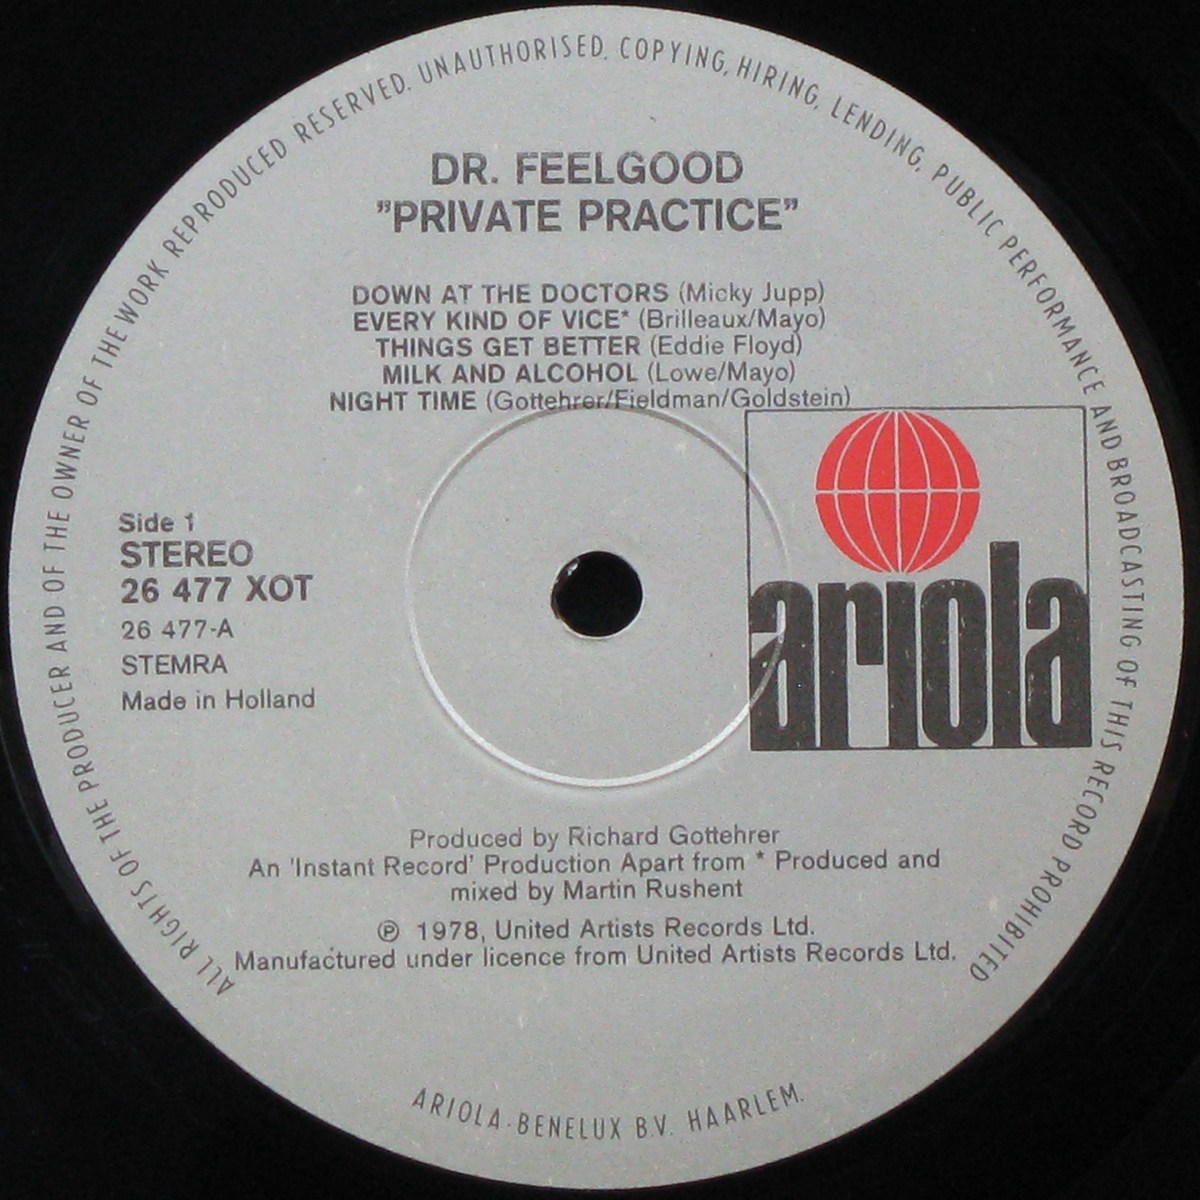 ALL RIGHTS OF THE PRODUCER AND OF THE OWNER OF THE WORK REPRODUCED RESERVED. UNAUTHORISED. COPYING, HIRING, LENDING, PUBLIC PERFORMANCE AND BROADCASTING OF THIS RECORD PROHIBITED
DR. FEELGOOD
"PRIVATE PRACTICE"
DOWN AT THE DOCTORS (Micky Jupp)
EVERY KIND OF VICE* (Brilleaux/Mayo)
THINGS GET BETTER (Eddie Floyd)
MILK AND ALCOHOL (Lowe/Mayo)
NIGHT TIME (Gottehrer/Fieldman/Goldstein)
Side 1
STEREO
26 477 XOT
26 477-A
STEMRA
Made in Holland
ariola
Produced by Richard Gottehrer
An 'Instant Record' Production Apart from * Produced and
mixed by Martin Rushent
℗ 1978, United Artists Records Ltd.
Manufactured under licence from United Artists Records Ltd.
ARIOLA-BENELUX B.V. HAARLEM.